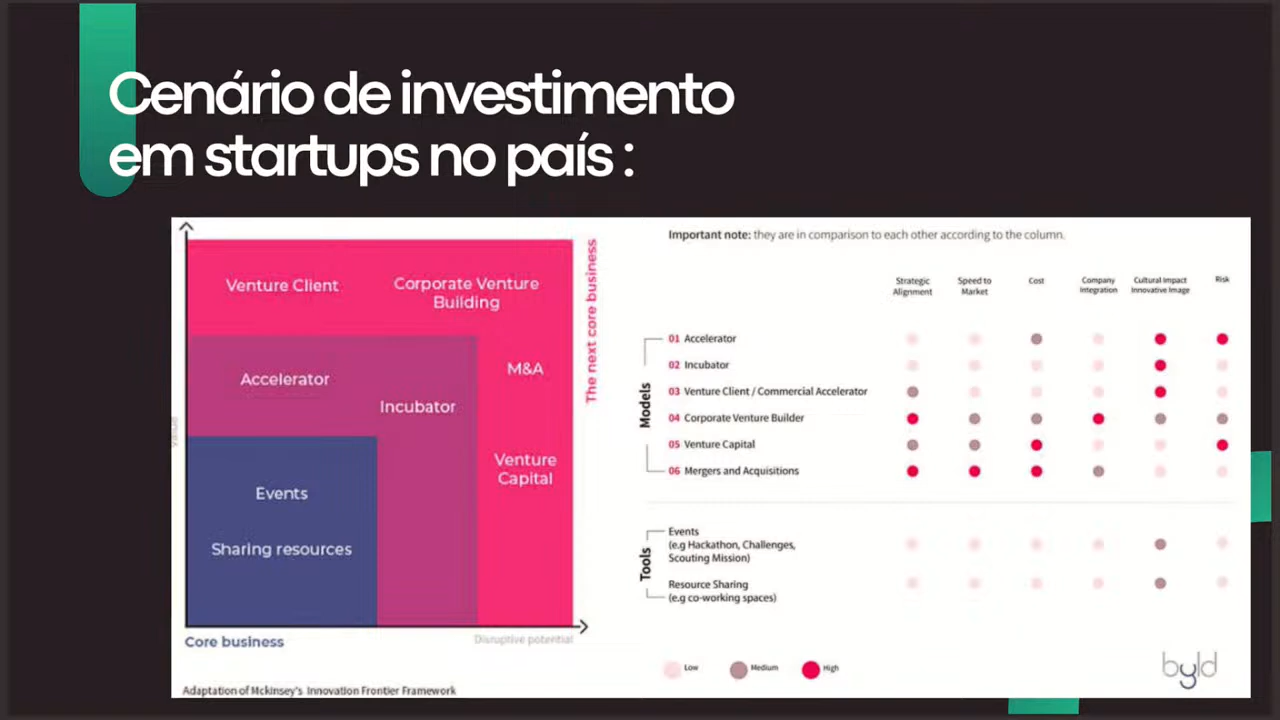 Cenário de investimento
em startups no país :
Venture Client
Corporate Venture
Building
Accelerator
M&A
Incubator
Venture
Capital
Events
Sharing resources
The next core business
Value
Core business
Disruptive potential
Adaptation of Mckinsey's Innovation Frontier Framework
Important note: they are in comparison to each other according to the column.
Strategic
Alignment
Speed to
Market
Cost
Company
Integration
Cultural Impact
Innovative Image
Risk
Models
01 Accelerator
02 Incubator
03 Venture Client / Commercial Accelerator
04 Corporate Venture Builder
05 Venture Capital
06 Mergers and Acquisitions
Tools
Events
(e.g Hackathon, Challenges,
Scouting Mission)
Resource Sharing
(e.g co-working spaces)
Low
Medium
High
byld